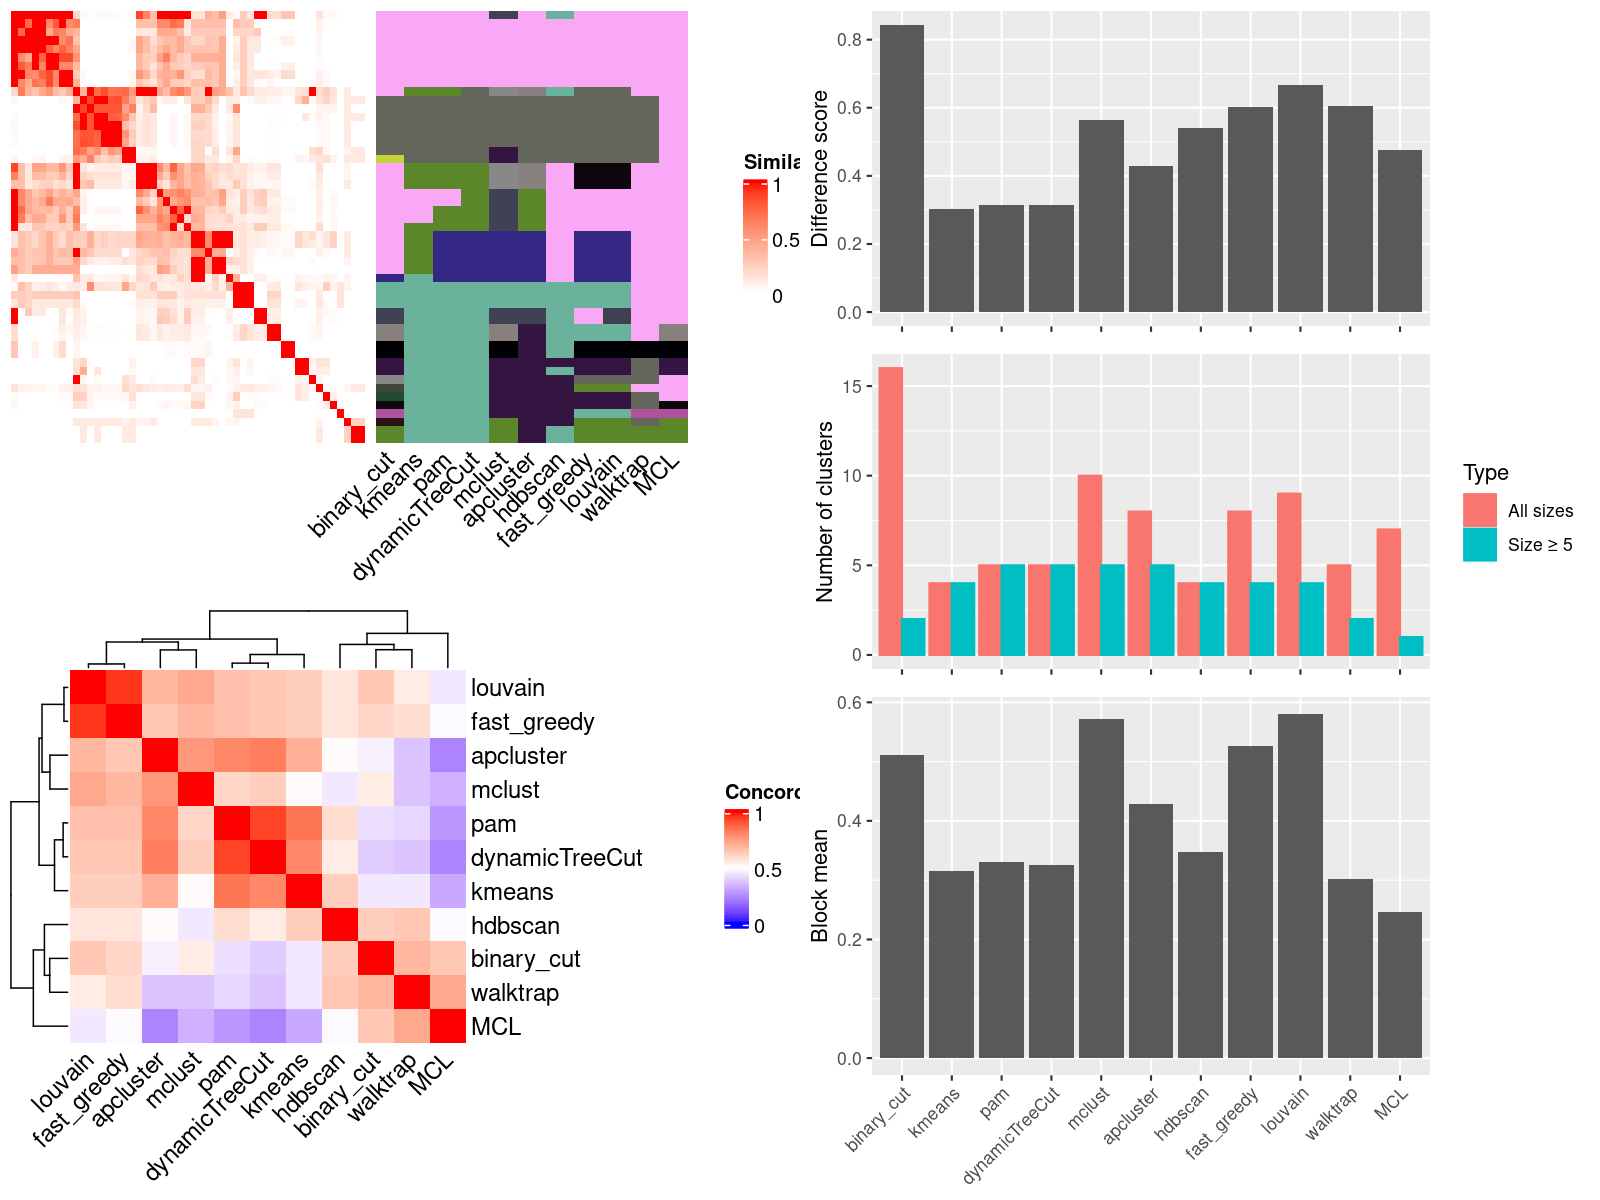 Simila
1
0.5
0
binary_cut
kmeans
pam
dynamicTreeCut
mclust
apcluster
hdbscan
fast_greedy
louvain
walktrap
MCL
louvain
fast_greedy
apcluster
mclust
pam
dynamicTreeCut
kmeans
hdbscan
binary_cut
walktrap
MCL
louvain
fast_greedy
apcluster
mclust
pam
dynamicTreeCut
kmeans
hdbscan
binary_cut
walktrap
MCL
Concord
1
0.5
0
Difference score
0.8
0.6
0.4
0.2
0.0
Number of clusters
15
10
5
0
Type
All sizes
Size ≥ 5
Block mean
0.6
0.4
0.2
0.0
binary_cut
kmeans
pam
dynamicTreeCut
mclust
apcluster
hdbscan
fast_greedy
louvain
walktrap
MCL